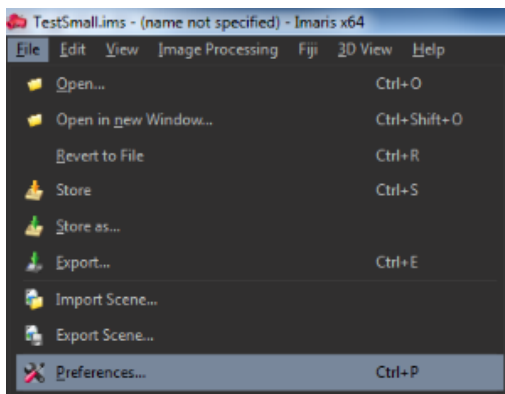 TestSmall.ims - (name not specified) - Imaris x64
File Edit View Image Processing Fiji 3D View Help
Open... Ctrl+O
Open in new Window... Ctrl+Shift+O
Revert to File Ctrl+R
Store Ctrl+S
Store as...
Export... Ctrl+E
Import Scene...
Export Scene...
Preferences... Ctrl+P